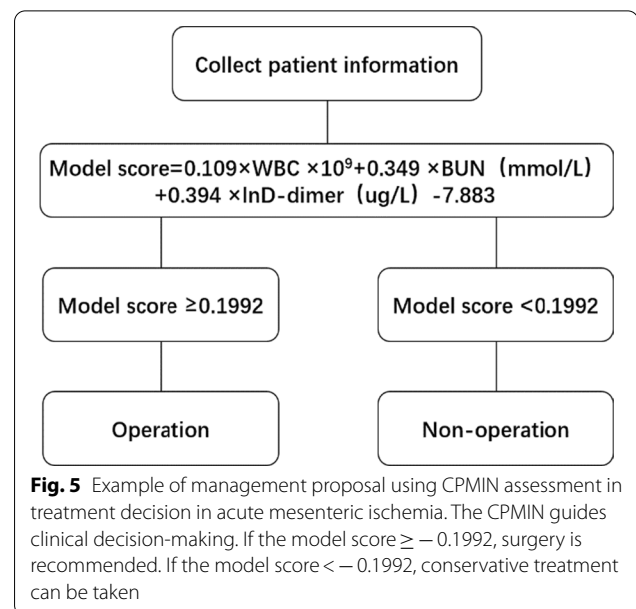 Collect patient information
Model score=0.109×WBC ×10⁹+0.349 ×BUN (mmol/L)
+0.394 ×lnD-dimer (ug/L) -7.883
Model score ≥0.1992
Model score <0.1992
Operation
Non-operation
Fig. 5 Example of management proposal using CPMIN assessment in
treatment decision in acute mesenteric ischemia. The CPMIN guides
clinical decision-making. If the model score ≥ − 0.1992, surgery is
recommended. If the model score < − 0.1992, conservative treatment
can be taken